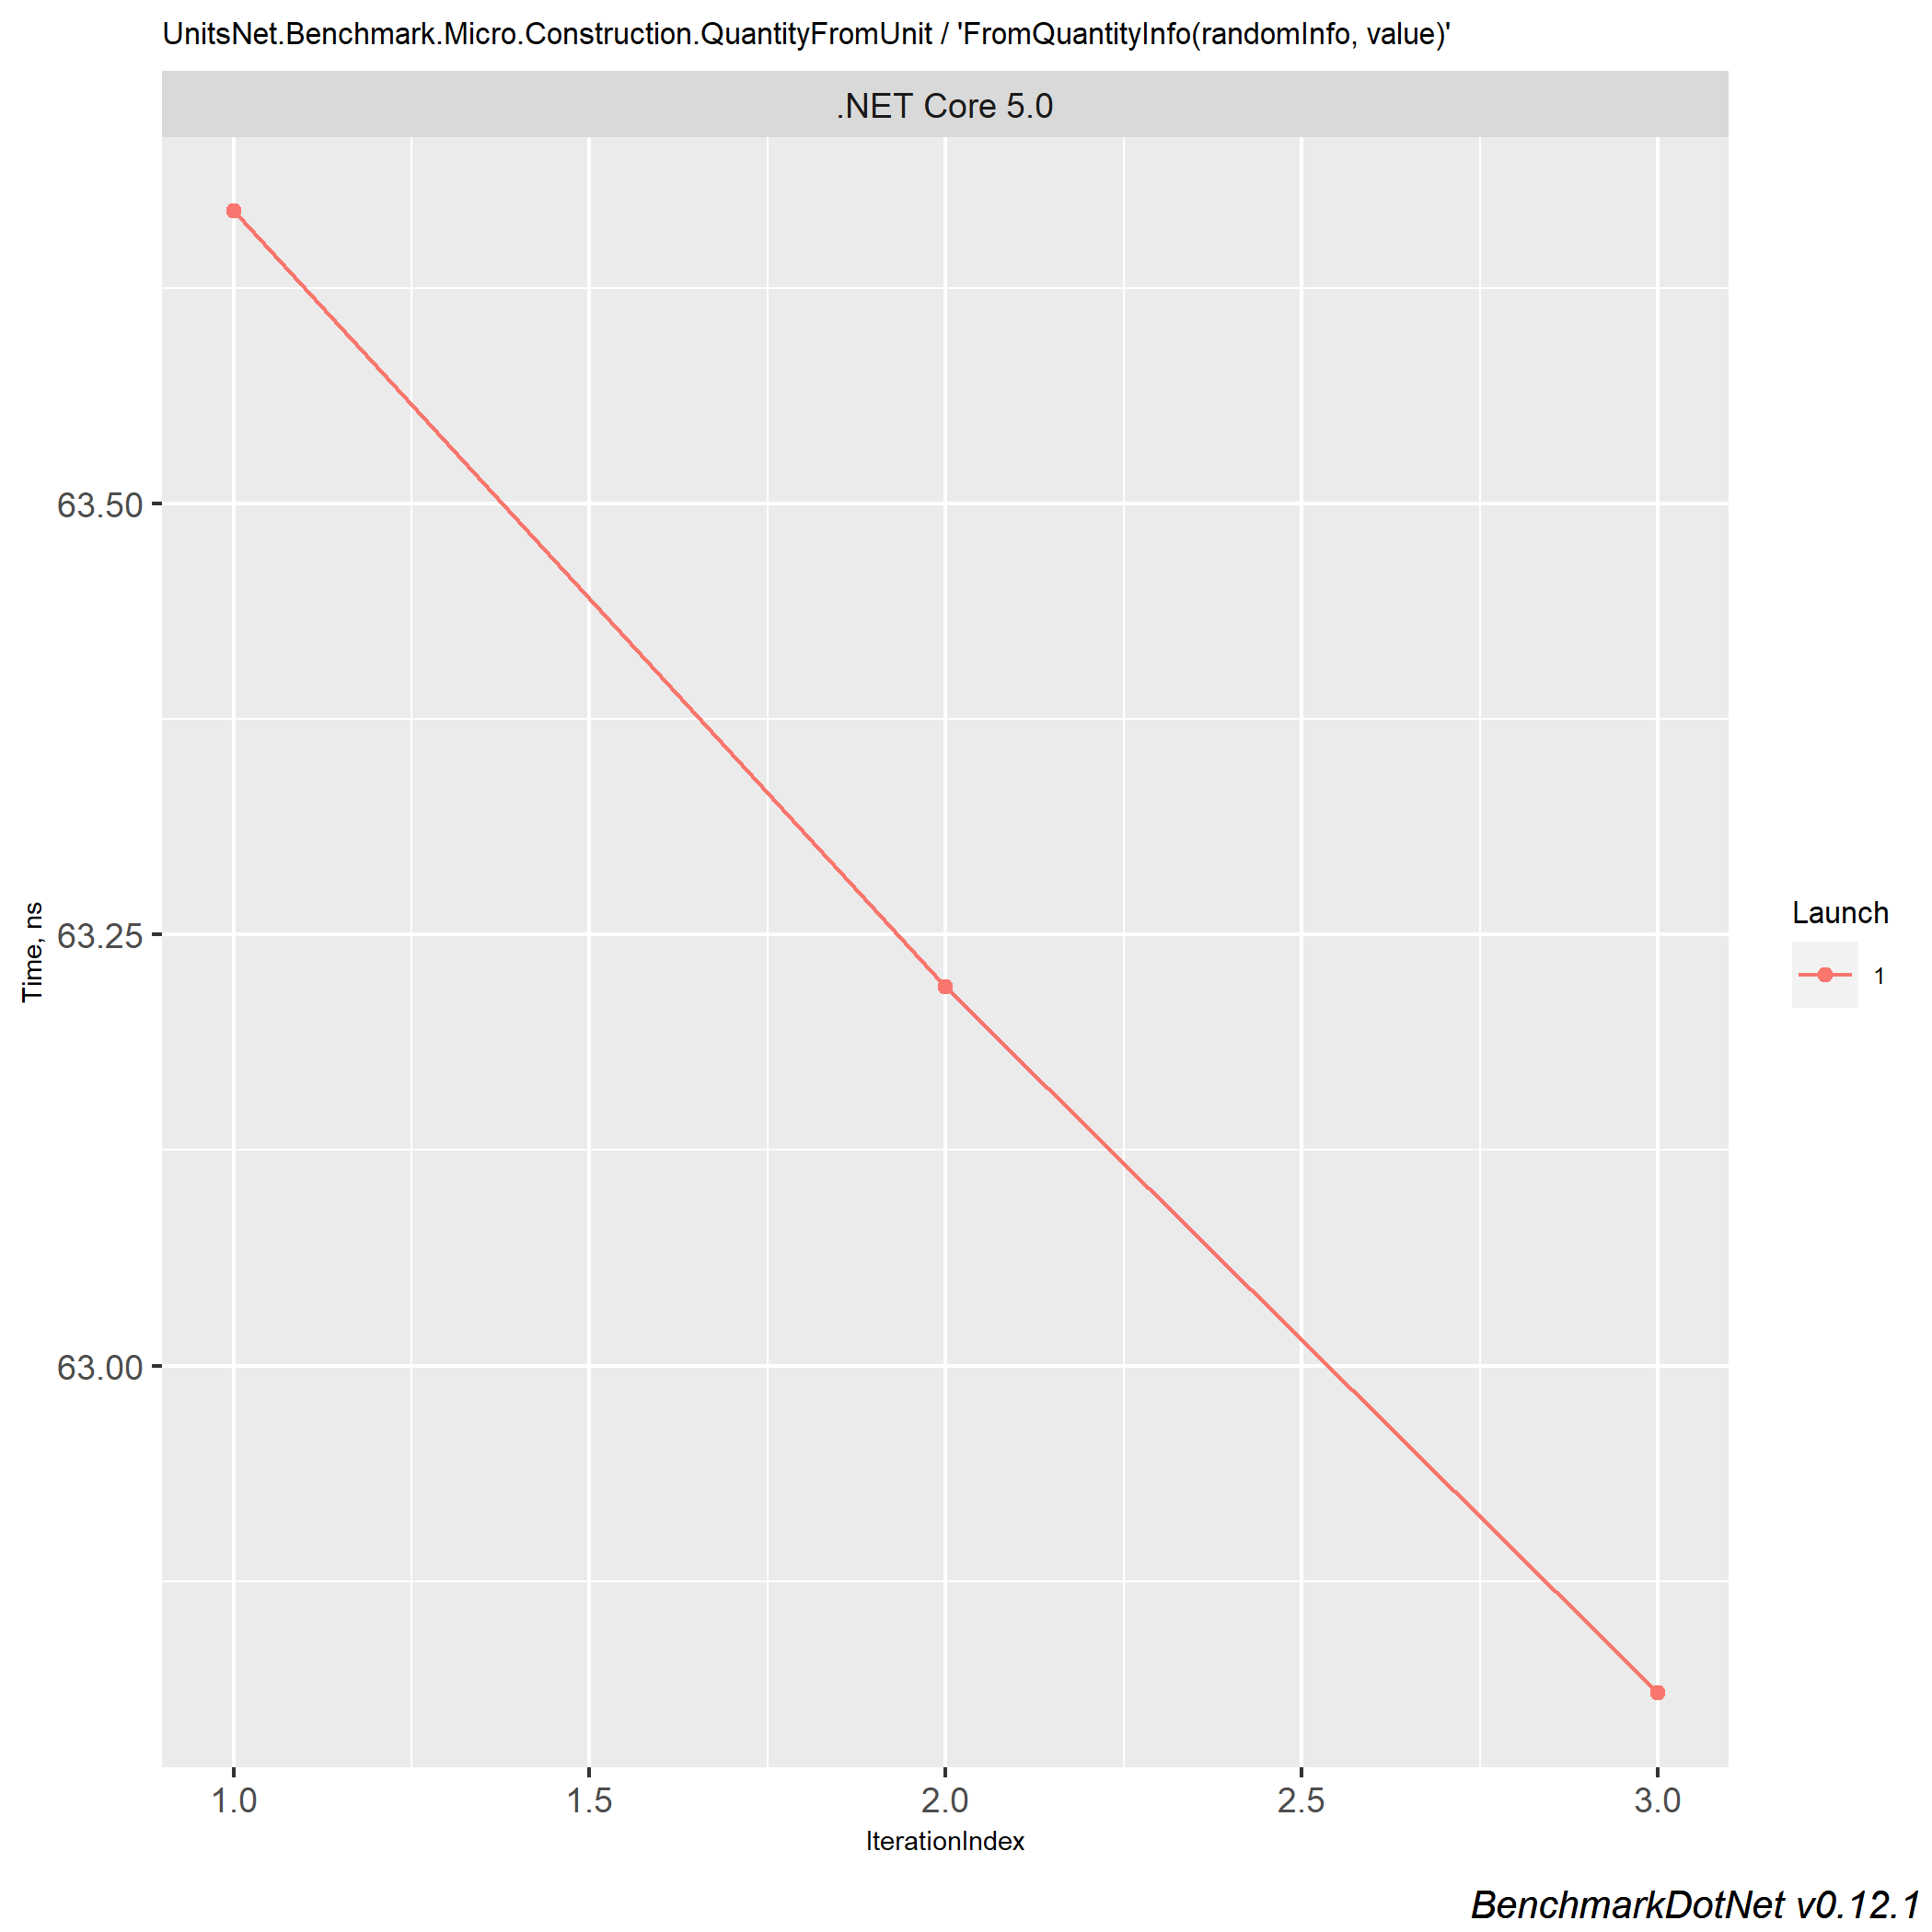 UnitsNet.Benchmark.Micro.Construction.QuantityFromUnit / 'FromQuantityInfo(randomInfo, value)'
.NET Core 5.0
63.50
63.25
63.00
Time, ns
1.0 1.5 2.0 2.5 3.0
IterationIndex
Launch
1
BenchmarkDotNet v0.12.1